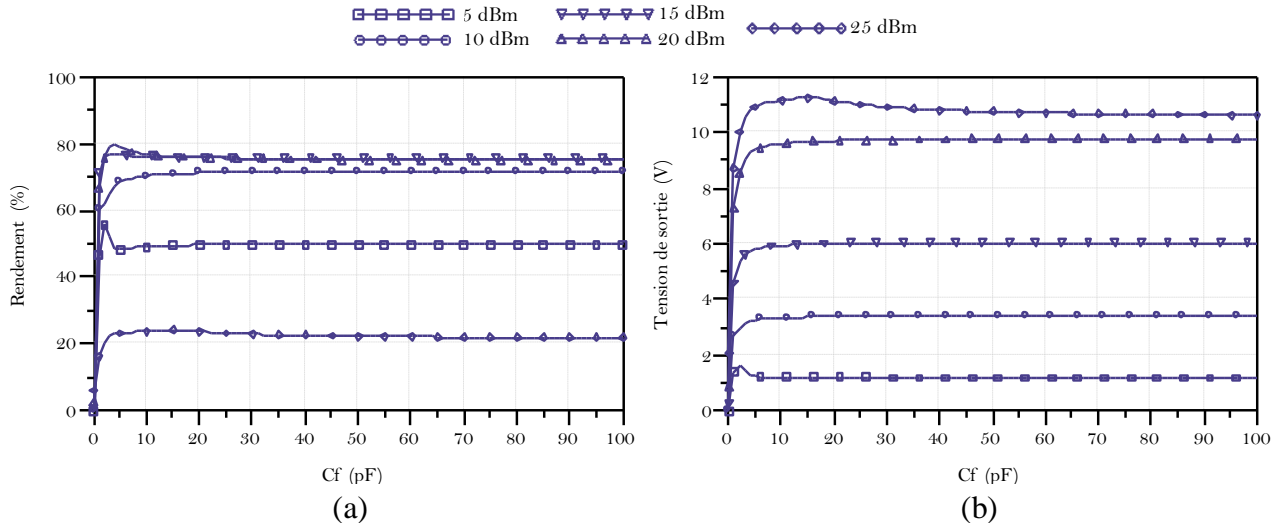 5 dBm
15 dBm
25 dBm
10 dBm
20 dBm
100
80
60
40
20
0
Rendement (%)
0 10 20 30 40 50 60 70 80 90 100
Cf (pF)
(a)
12
10
8
6
4
2
0
Tension de sortie (V)
0 10 20 30 40 50 60 70 80 90 100
Cf (pF)
(b)